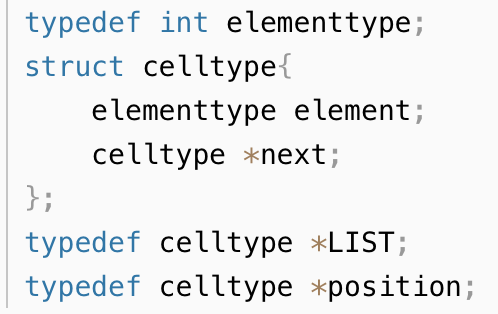 typedef int elementtype;
struct celltype{
    elementtype element;
    celltype *next;
};
typedef celltype *LIST;
typedef celltype *position;